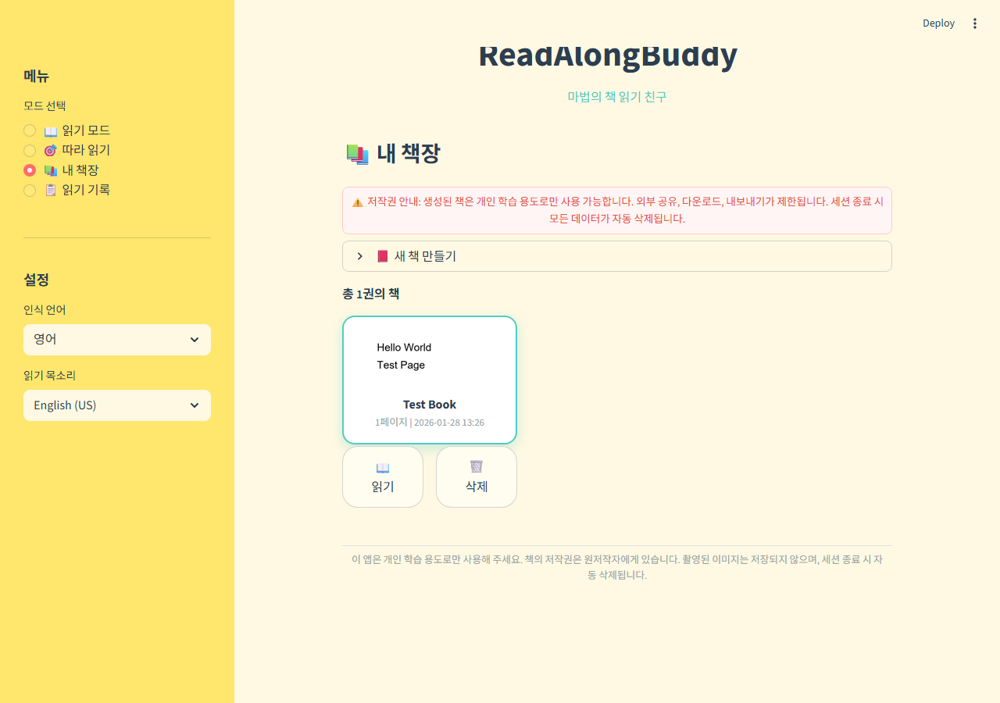 Deploy
ReadAlongBuddy
마법의 책 읽기 친구
메뉴
모드 선택
읽기 모드
따라 읽기
내 책장
읽기 기록
설정
인식 언어
영어
읽기 목소리
English (US)
내 책장
저작권 안내: 생성된 책은 개인 학습 용도로만 사용 가능합니다. 외부 공유, 다운로드, 내보내기가 제한됩니다. 세션 종료 시
모든 데이터가 자동 삭제됩니다.
새 책 만들기
총 1권의 책
Hello World
Test Page
Test Book
1페이지 | 2026-01-28 13:26
읽기
삭제
이 앱은 개인 학습 용도로만 사용해 주세요. 책의 저작권은 원저작자에게 있습니다. 촬영된 이미지는 저장되지 않으며, 세션 종료 시 자
동 삭제됩니다.